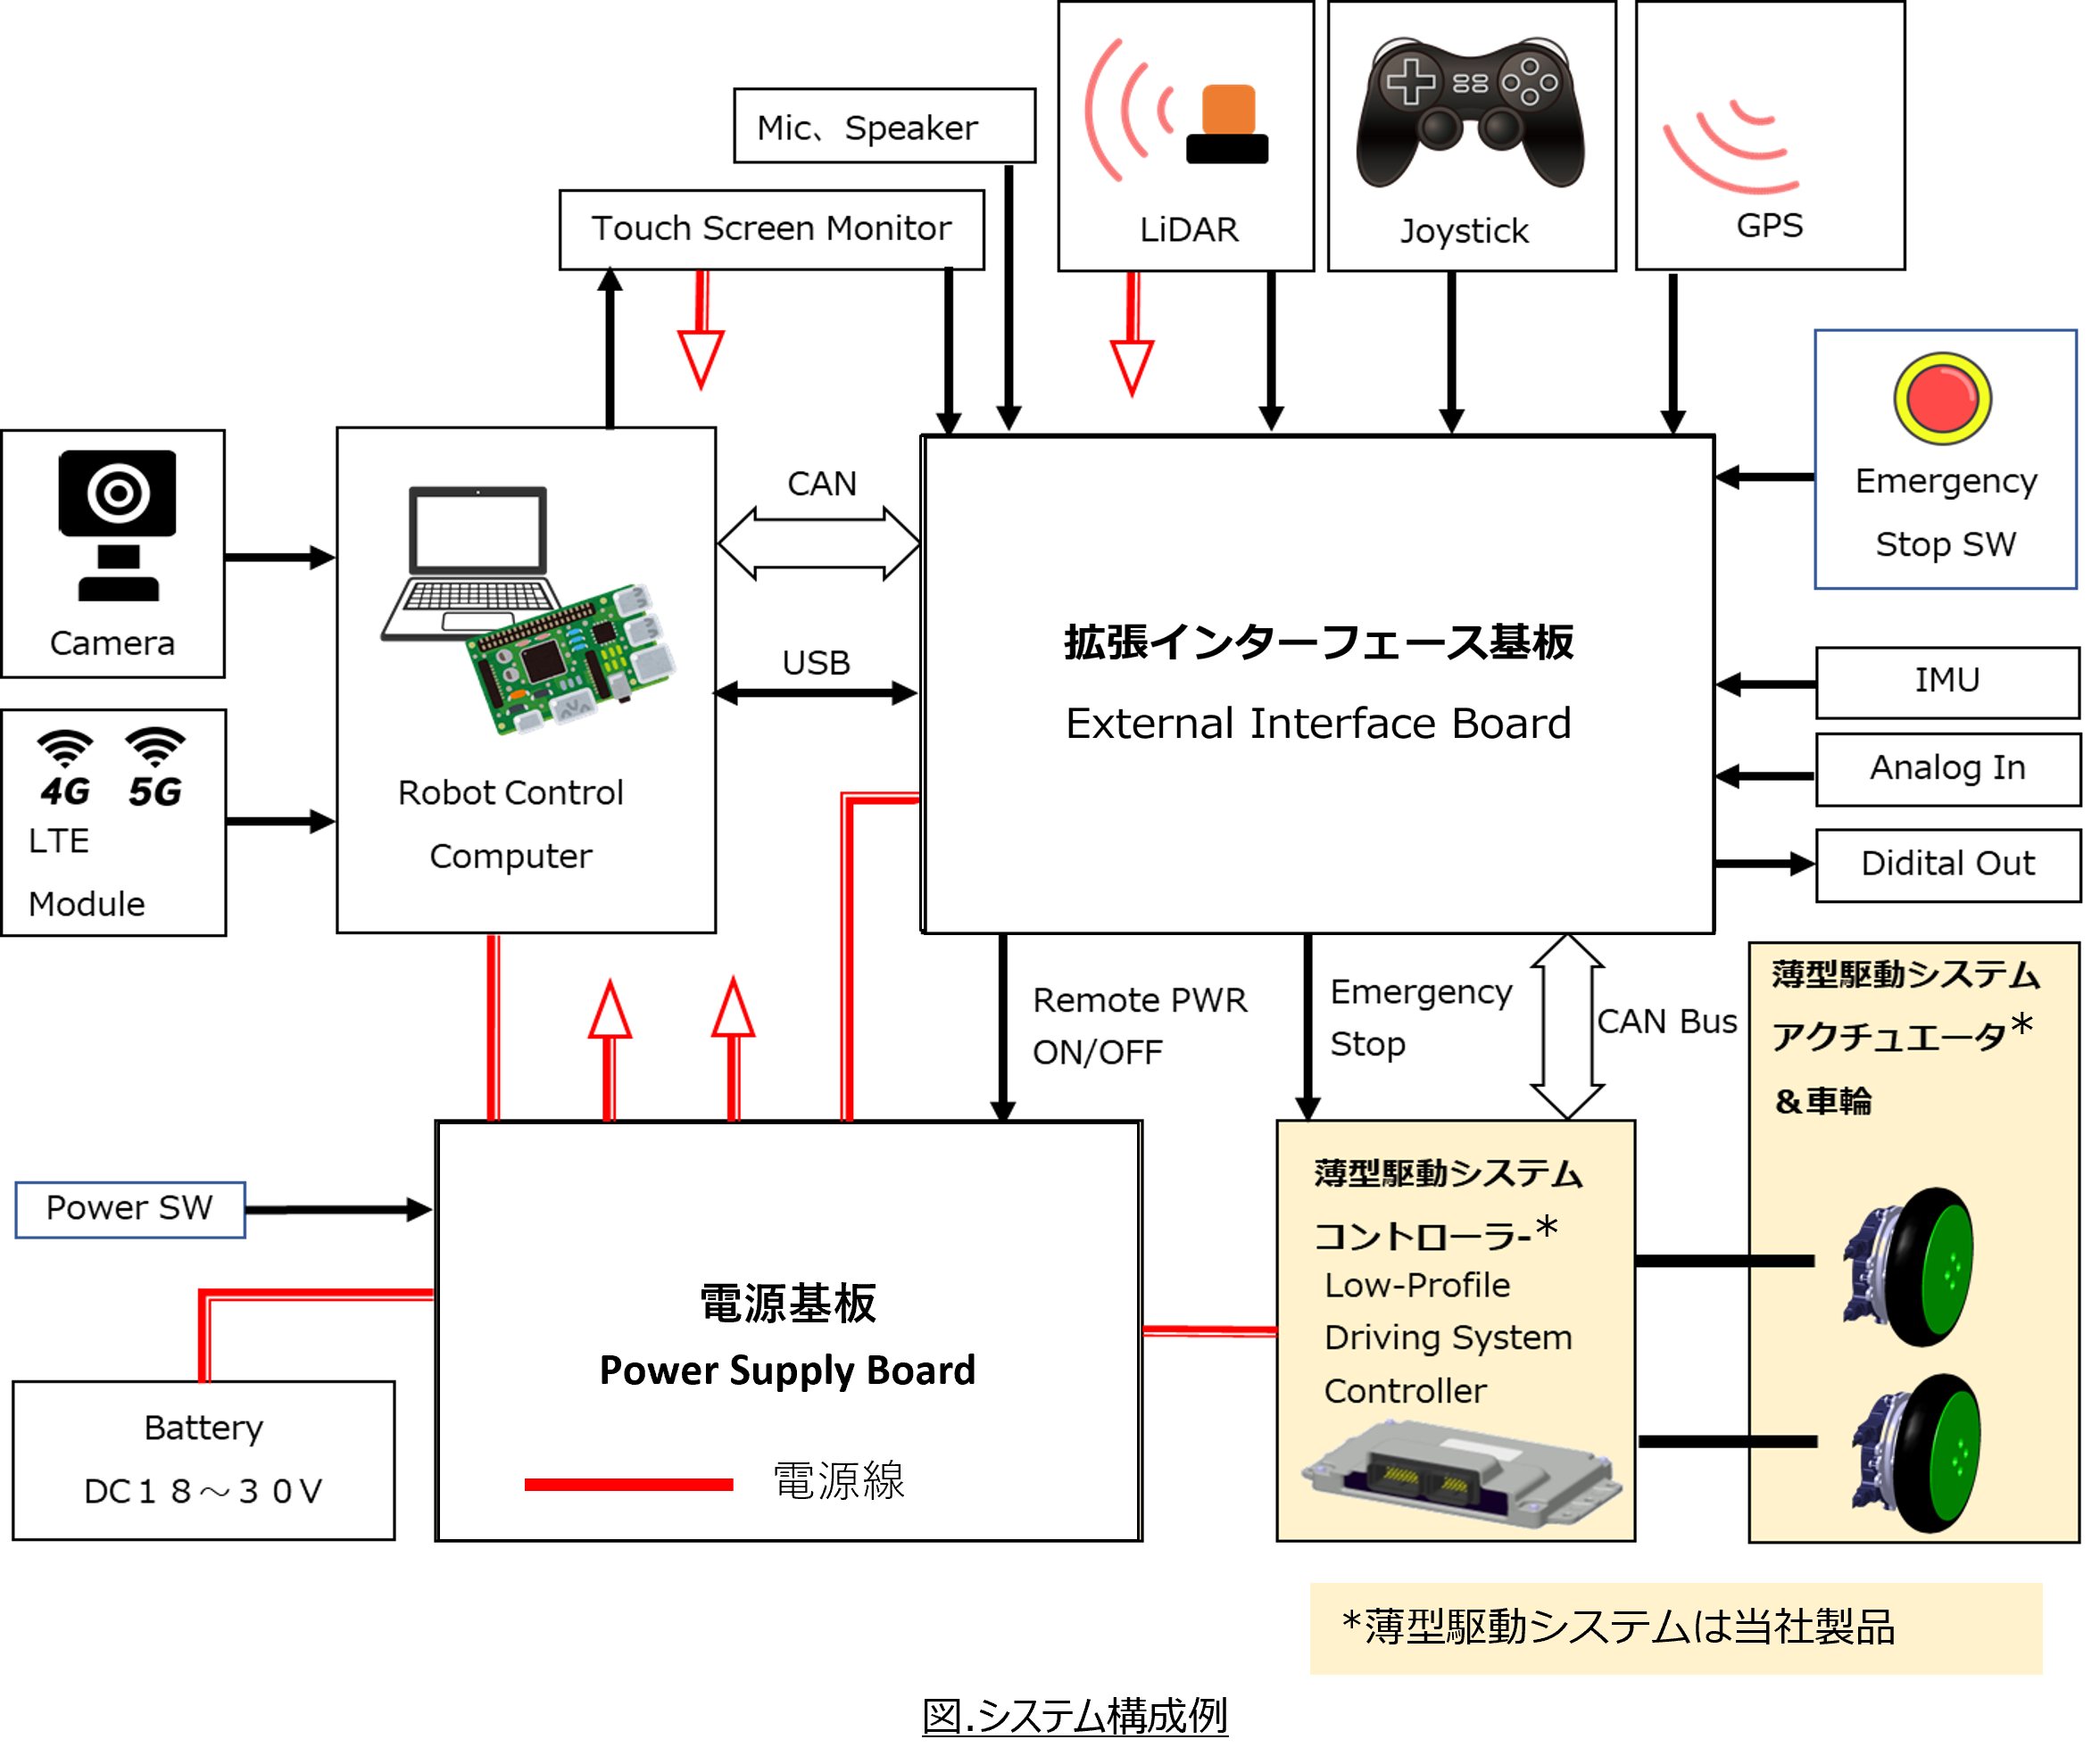 Mic、Speaker
Touch Screen Monitor
LiDAR
Joystick
GPS
Camera
4G 5G
LTE
Module
Robot Control
Computer
CAN
USB
拡張インターフェース基板
External Interface Board
Emergency
Stop SW
IMU
Analog In
Didital Out
Remote PWR
ON/OFF
Emergency
Stop
CAN Bus
薄型駆動システム
アクチュエータ*
＆車輪
Power SW
Battery
DC１８～３０V
電源基板
Power Supply Board
電源線
薄型駆動システム
コントローラ-*
Low-Profile
Driving System
Controller
*薄型駆動システムは当社製品
図.システム構成例